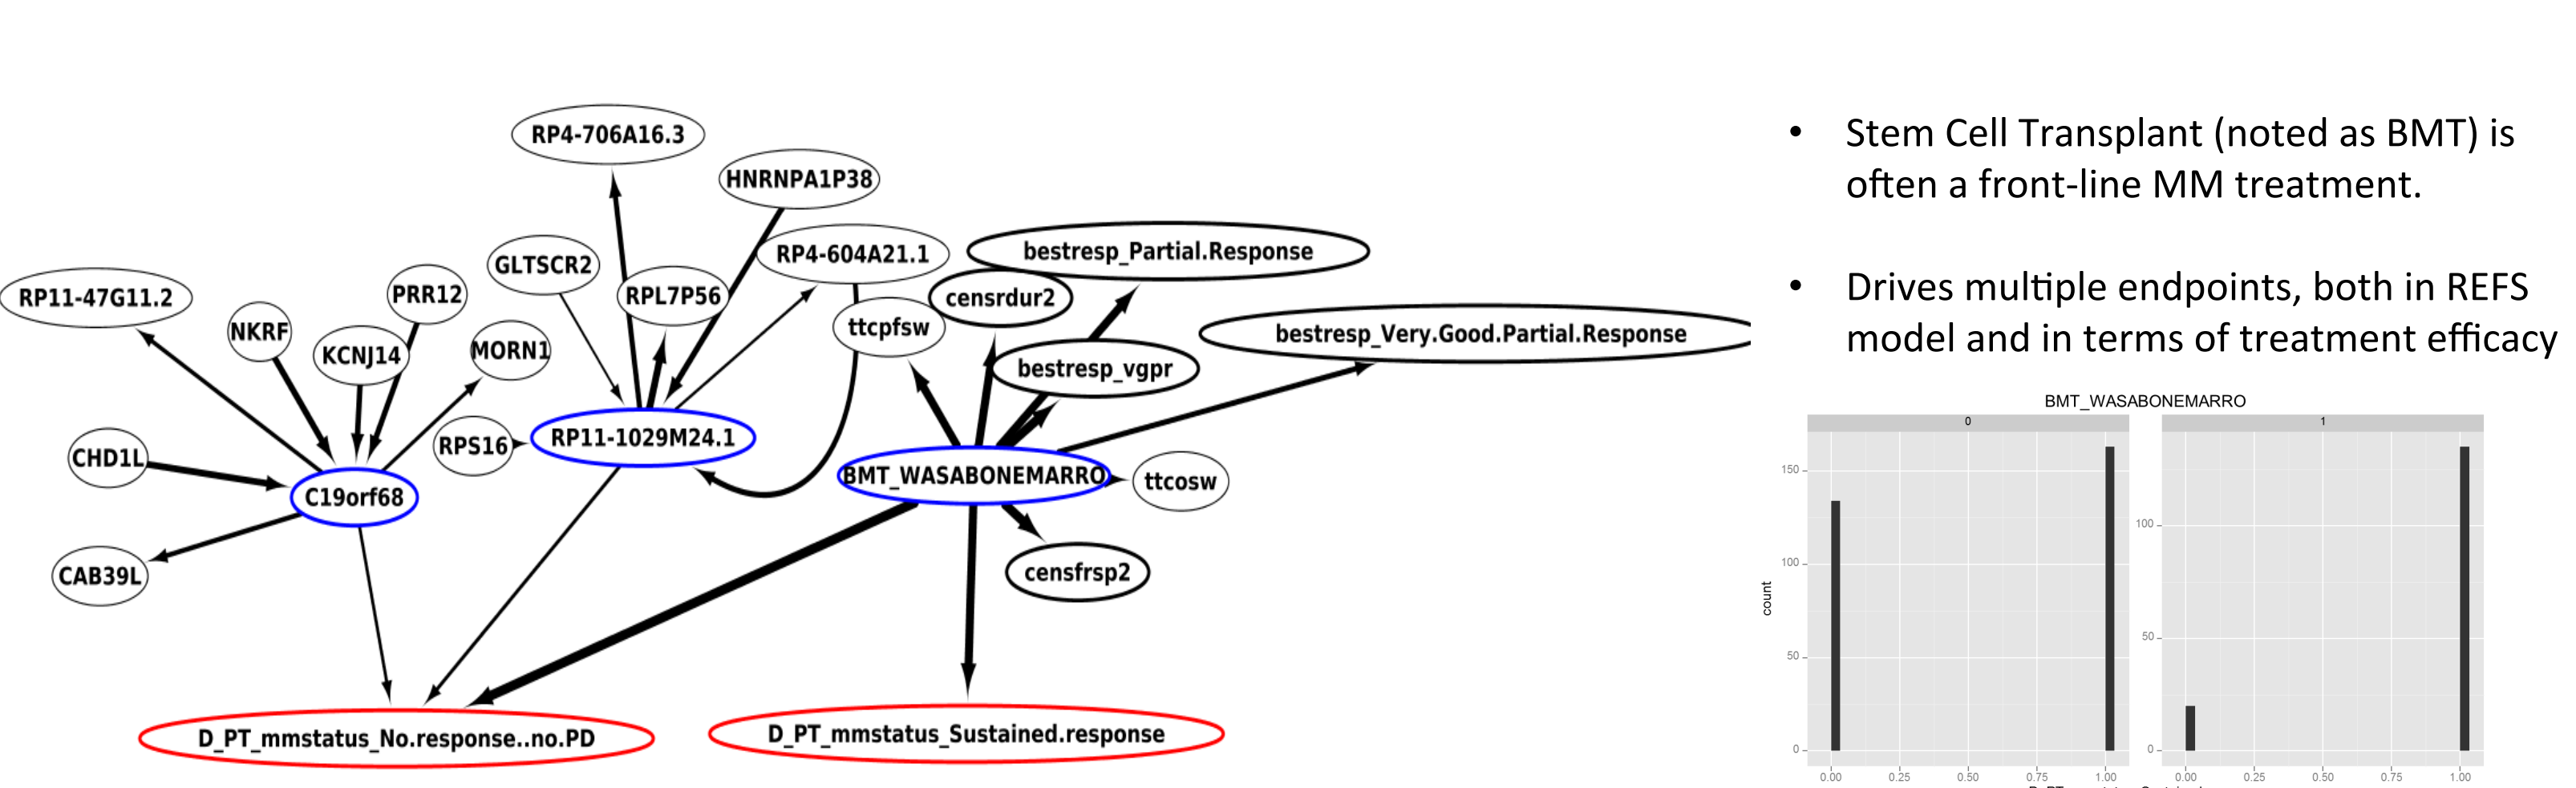 RP4-706A16.3
HNRNPA1P38
RP4-604A21.1
bestresp_Partial.Response
GLTSCR2
PRR12
RPL7P56
censrdur2
RP11-47G11.2
NKRF
ttcpfsw
bestresp_Very.Good.Partial.Response
KCNJ14
MORN1
bestresp_vgpr
RPS16
RP11-1029M24.1
CHD1L
BMT_WASABONEMARRO
ttcosw
C19orf68
CAB39L
censfrsp2
D_PT_mmstatus_No.response..no.PD
D_PT_mmstatus_Sustained.response
• Stem Cell Transplant (noted as BMT) is
often a front-line MM treatment.
• Drives multiple endpoints, both in REFS
model and in terms of treatment efficacy
BMT_WASABONEMARRO
0 1
150
100
50
0
count
100
50
0
0.00 0.25 0.50 0.75 1.00
0.00 0.25 0.50 0.75 1.00